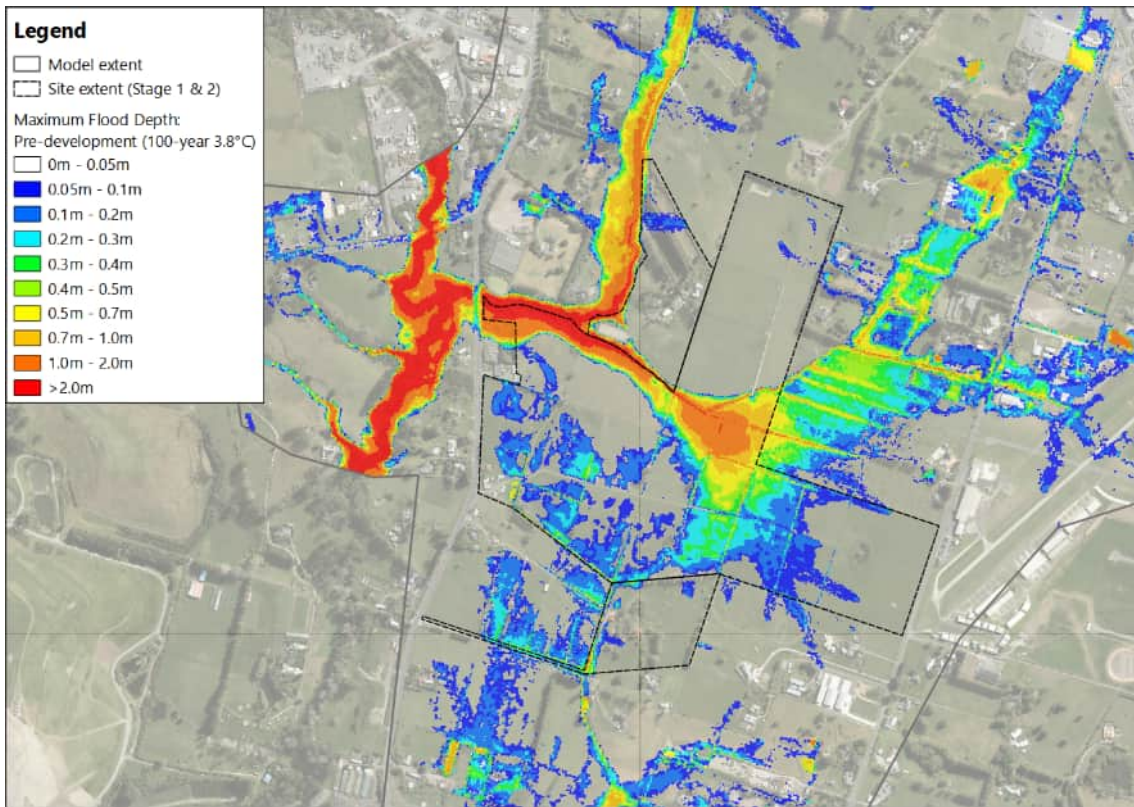 Legend
Model extent
Site extent (Stage 1 & 2)
Maximum Flood Depth:
Pre-development (100-year 3.8°C)
0m - 0.05m
0.05m - 0.1m
0.1m - 0.2m
0.2m - 0.3m
0.3m - 0.4m
0.4m - 0.5m
0.5m - 0.7m
0.7m - 1.0m
1.0m - 2.0m
>2.0m